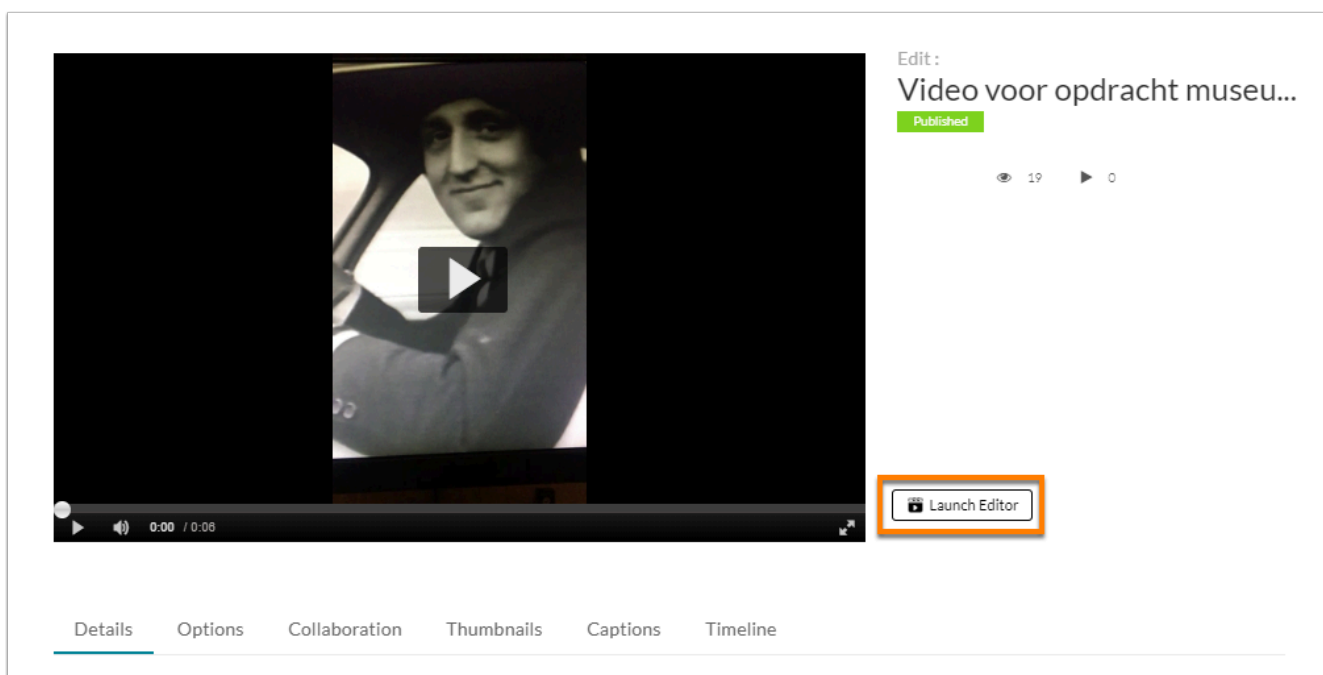 Edit:
Video voor opdracht museu...
Published
19 0
Launch Editor
0:00 / 0:06
Details Options Collaboration Thumbnails Captions Timeline